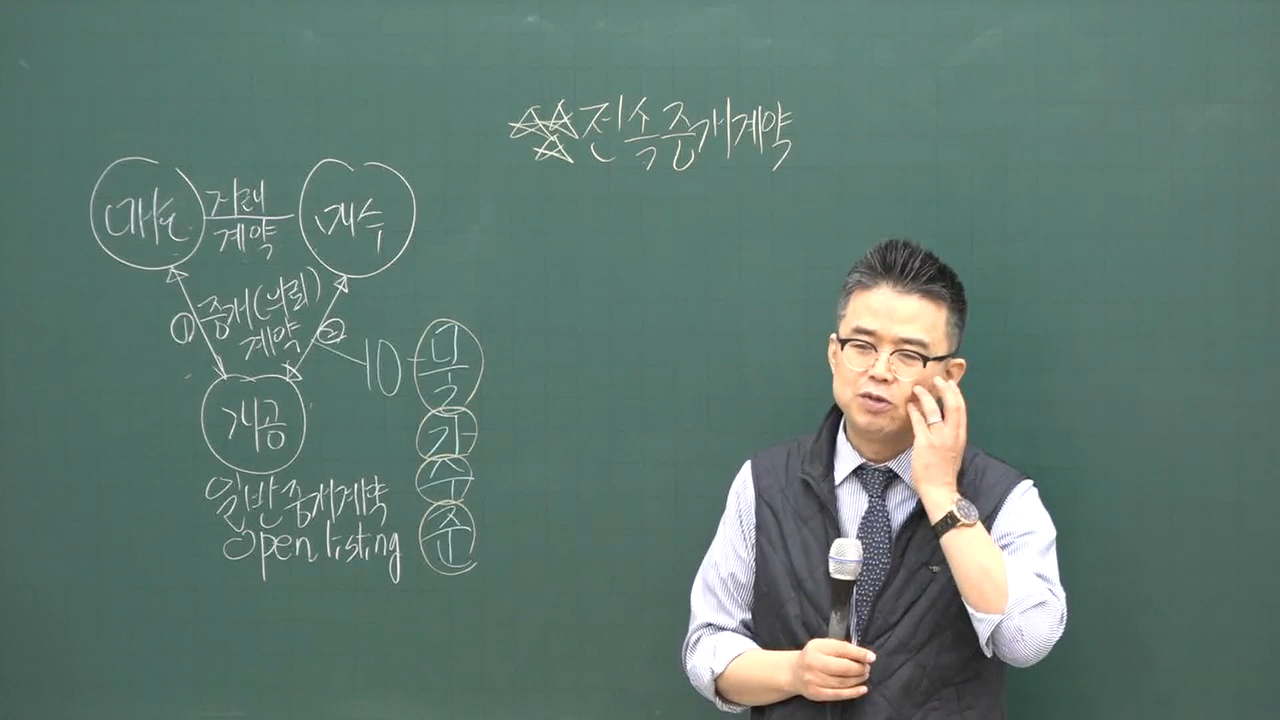 전속중개계약
매도 거래 매수
계약
① 중개(의뢰) ②
계약
10 물
가
수
준
개공
일반중개계약
Open listing